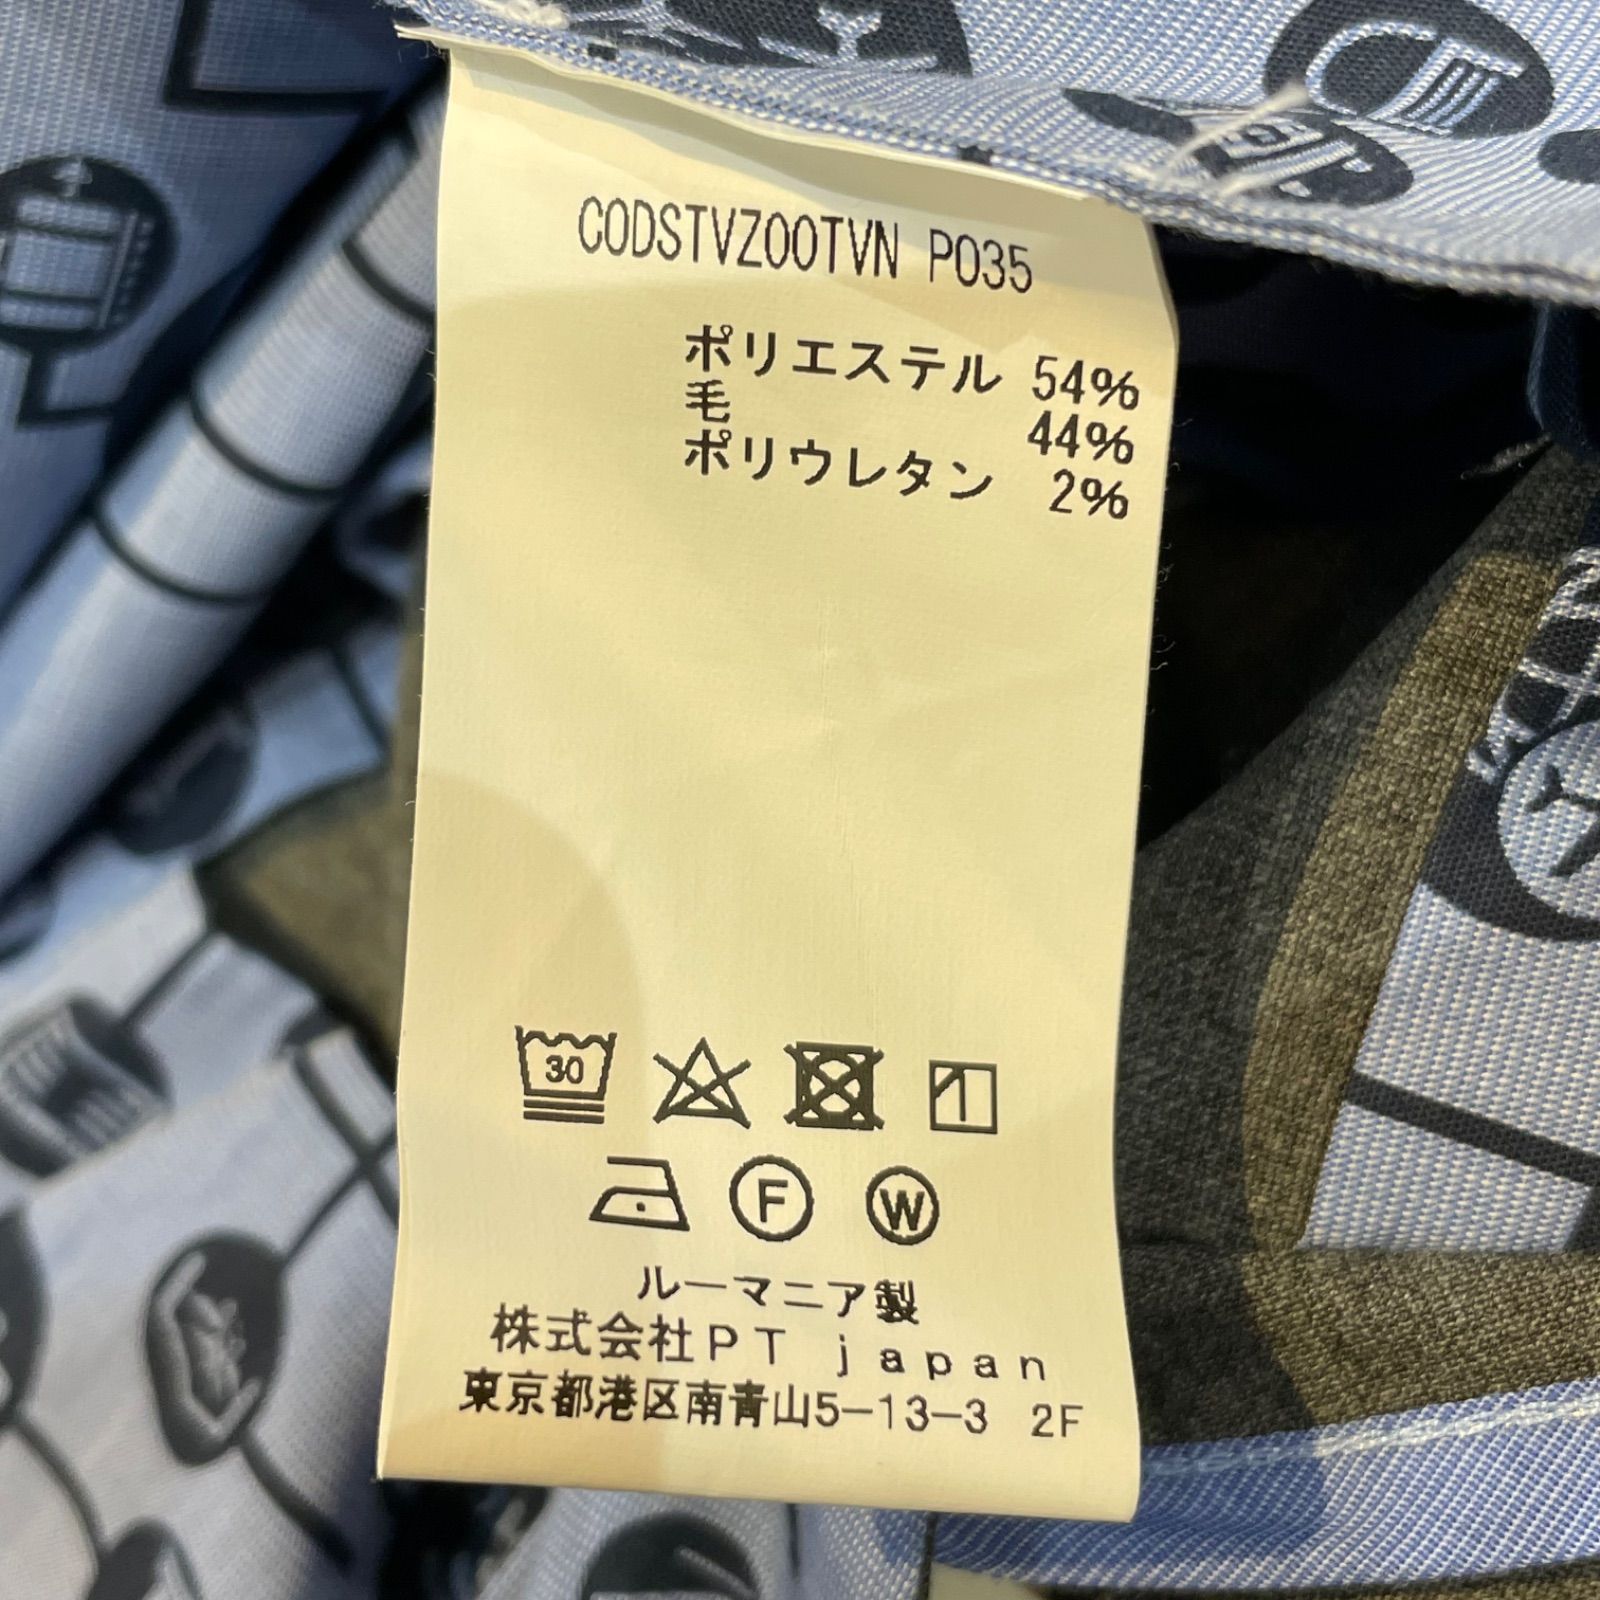 CODSTVZ00TVN P035
ポリエステル 54%
毛 44%
ポリウレタン 2%
30
F W
ルーマニア製
株式会社PT japan
東京都港区南青山5-13-3 2F